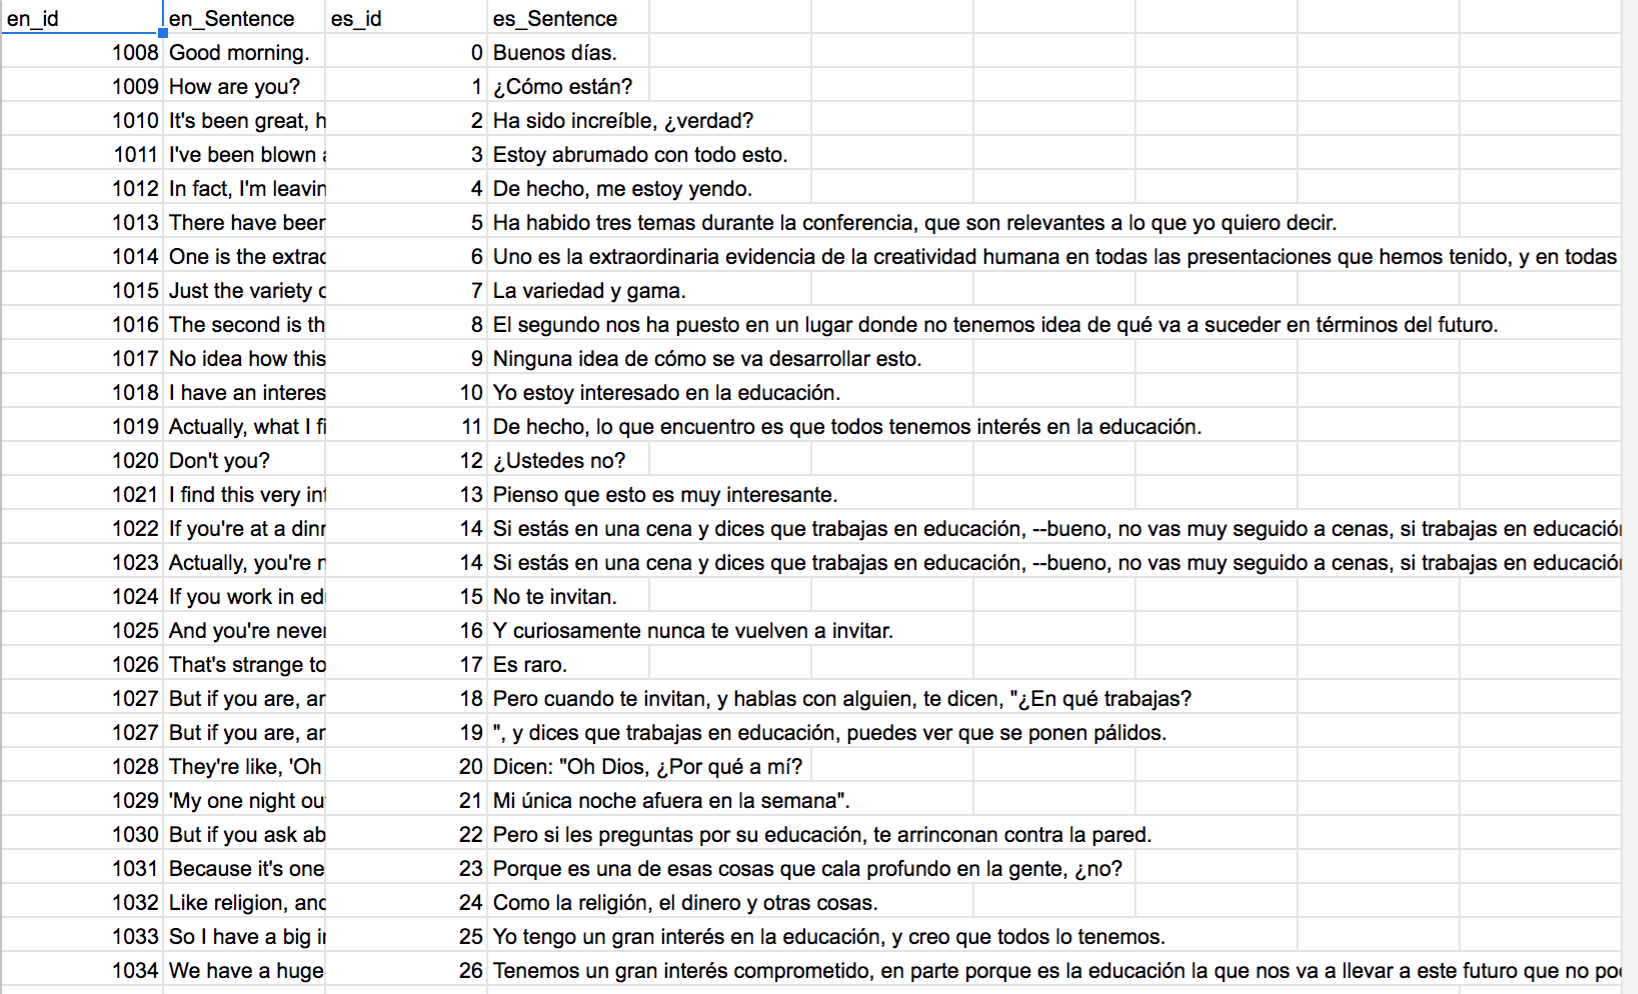 en_id en_Sentence es_id es_Sentence
1008 Good morning. 0 Buenos días.
1009 How are you? 1 ¿Cómo están?
1010 It's been great, h 2 Ha sido increíble, ¿verdad?
1011 I've been blown 3 Estoy abrumado con todo esto.
1012 In fact, I'm leavin 4 De hecho, me estoy yendo.
1013 There have been 5 Ha habido tres temas durante la conferencia, que son relevantes a lo que yo quiero decir.
1014 One is the extrao 6 Uno es la extraordinaria evidencia de la creatividad humana en todas las presentaciones que hemos tenido, y en todas
1015 Just the variety 7 La variedad y gama.
1016 The second is th 8 El segundo nos ha puesto en un lugar donde no tenemos idea de qué va a suceder en términos del futuro.
1017 No idea how this 9 Ninguna idea de cómo se va desarrollar esto.
1018 I have an interes 10 Yo estoy interesado en la educación.
1019 Actually, what I fi 11 De hecho, lo que encuentro es que todos tenemos interés en la educación.
1020 Don't you? 12 ¿Ustedes no?
1021 I find this very int 13 Pienso que esto es muy interesante.
1022 If you're at a dinn 14 Si estás en una cena y dices que trabajas en educación, --bueno, no vas muy seguido a cenas, si trabajas en educación
1023 Actually, you're 14 Si estás en una cena y dices que trabajas en educación, --bueno, no vas muy seguido a cenas, si trabajas en educación
1024 If you work in ed 15 No te invitan.
1025 And you're never 16 Y curiosamente nunca te vuelven a invitar.
1026 That's strange to 17 Es raro.
1027 But if you are, an 18 Pero cuando te invitan, y hablas con alguien, te dicen, "¿En qué trabajas?
1027 But if you are, an 19 ", y dices que trabajas en educación, puedes ver que se ponen pálidos.
1028 They're like, 'Oh 20 Dicen: "Oh Dios, ¿Por qué a mí?
1029 'My one night ou 21 Mi única noche afuera en la semana".
1030 But if you ask ab 22 Pero si les preguntas por su educación, te arrinconan contra la pared.
1031 Because it's one 23 Porque es una de esas cosas que cala profundo en la gente, ¿no?
1032 Like religion, and 24 Como la religión, el dinero y otras cosas.
1033 So I have a big 25 Yo tengo un gran interés en la educación, y creo que todos lo tenemos.
1034 We have a huge 26 Tenemos un gran interés comprometido, en parte porque es la educación la que nos va a llevar a este futuro que no po